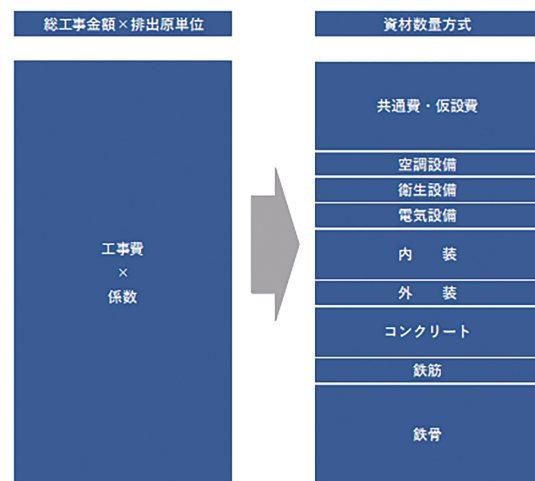 総工事金額×排出原単位
資材数量方式
工事費
×
係数
共通費・仮設費
空調設備
衛生設備
電気設備
内　装
外　装
コンクリート
鉄筋
鉄骨